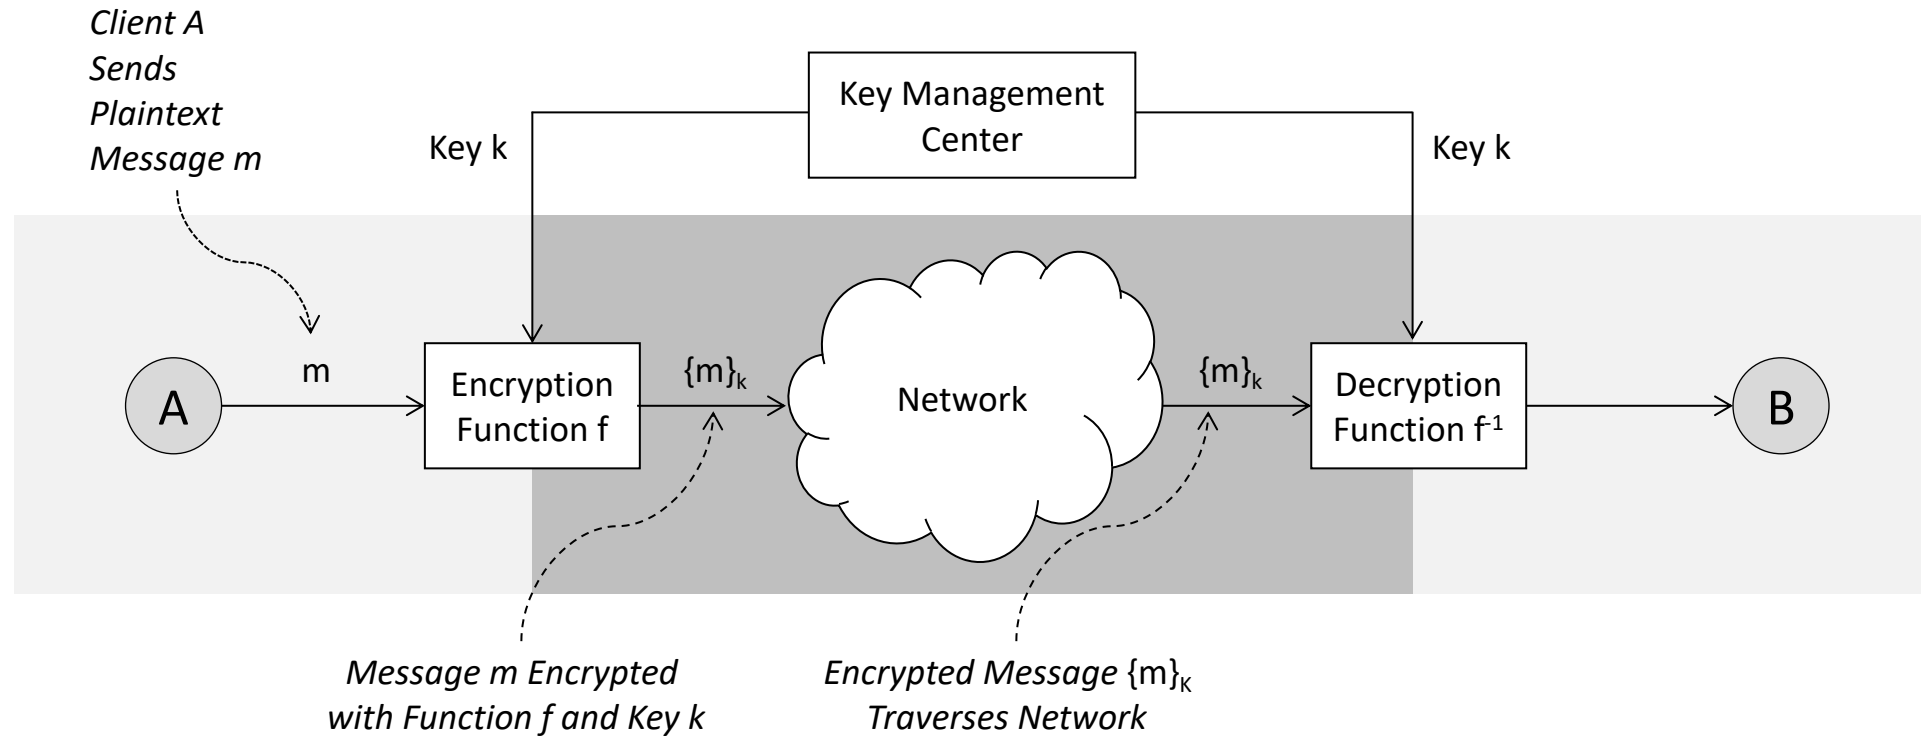 Client A
Sends
Plaintext
Message m
Key Management
Center
Key k
Key k
m
{m}k
{m}k
A
Encryption
Function f
Network
Decryption
Function f-1
B
Message m Encrypted
with Function f and Key k
Encrypted Message {m}K
Traverses Network